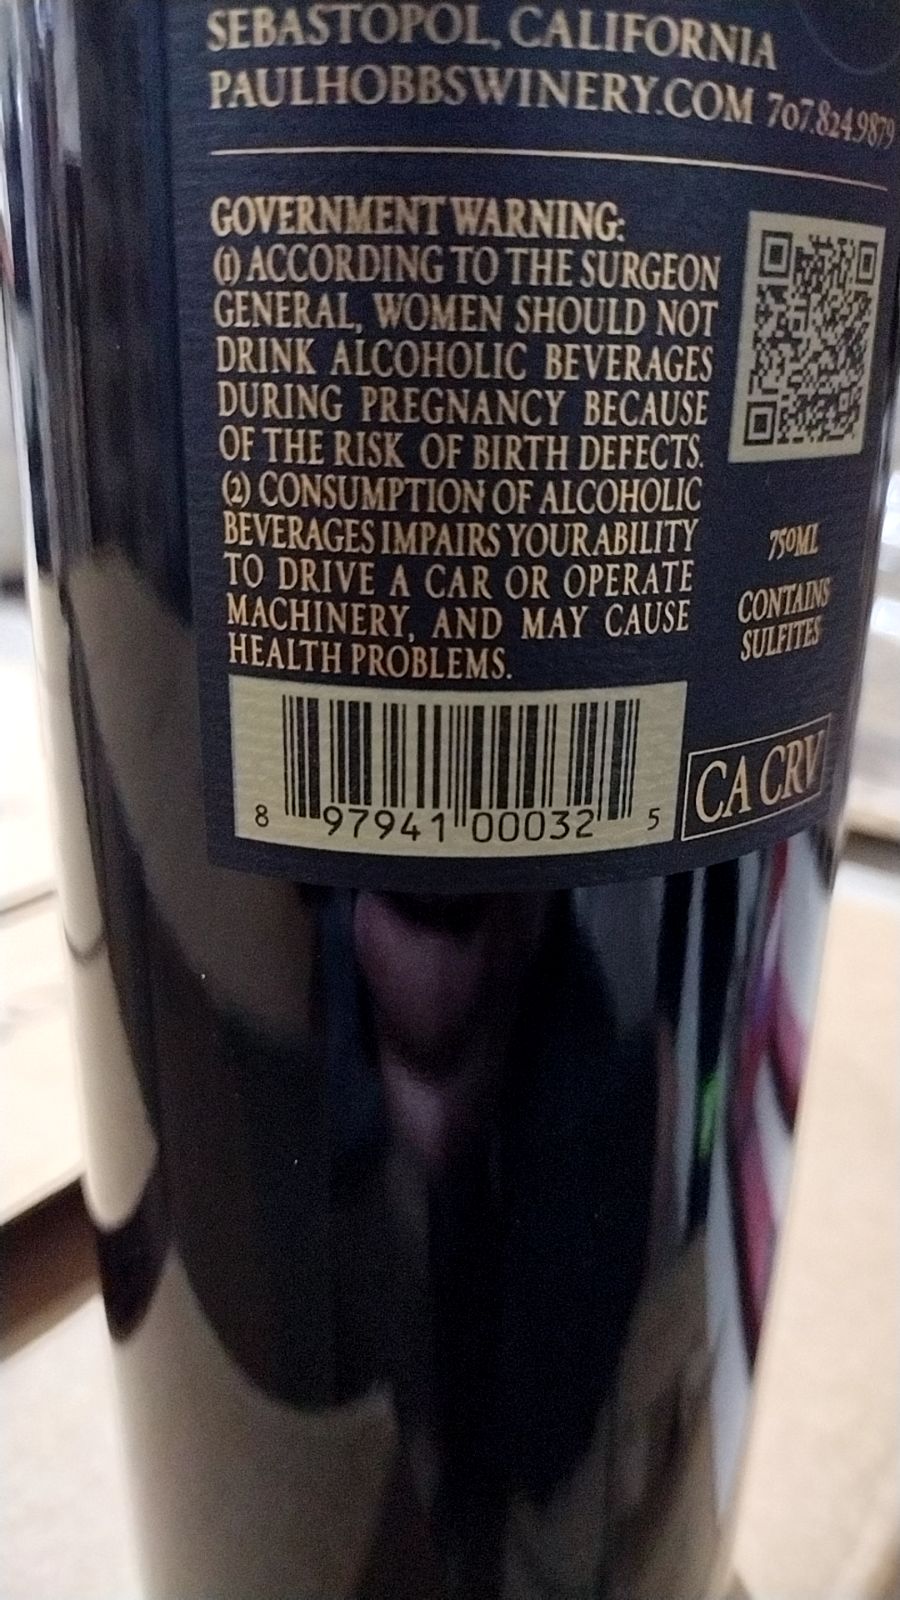 SEBASTOPOL, CALIFORNIA
PAULHOBBSWINERY.COM 707.824.9879
GOVERNMENT WARNING:
(1) ACCORDING TO THE SURGEON
GENERAL, WOMEN SHOULD NOT
DRINK ALCOHOLIC BEVERAGES
DURING PREGNANCY BECAUSE
OF THE RISK OF BIRTH DEFECTS.
(2) CONSUMPTION OF ALCOHOLIC
BEVERAGES IMPAIRS YOUR ABILITY
TO DRIVE A CAR OR OPERATE
MACHINERY, AND MAY CAUSE
HEALTH PROBLEMS.
750ML
CONTAINS
SULFITES
CA CRV
8 97941 00032 5